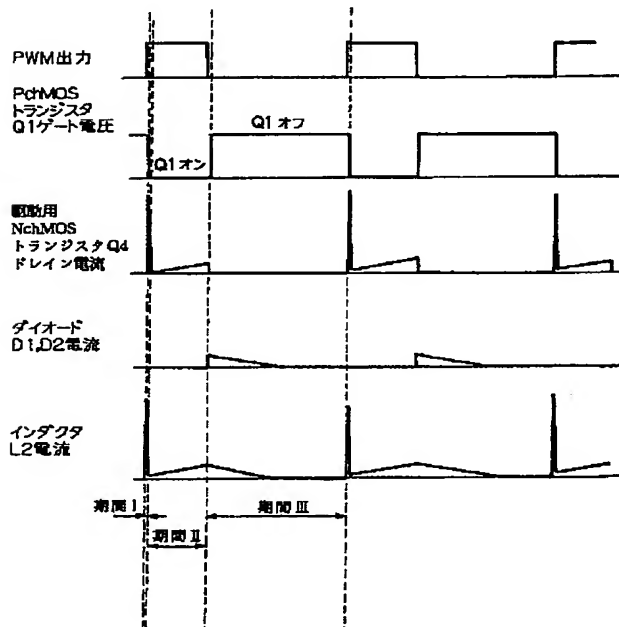 PWM出力
PchMOS
トランジスタ
Q1ゲート電圧
Q1オフ
Q1オン
駆動用
NchMOS
トランジスタQd
ドレイン電流
ダイオード
D1,D2電流
インダクタ
L2電流
期間Ⅰ
期間Ⅲ
期間Ⅱ